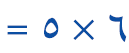 ٦ × ٥ =